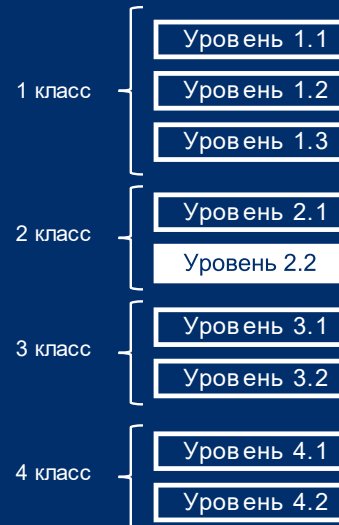 Уровень 1.1
1 класс
Уровень 1.2
Уровень 1.3
2 класс
Уровень 2.1
Уровень 2.2
3 класс
Уровень 3.1
Уровень 3.2
4 класс
Уровень 4.1
Уровень 4.2